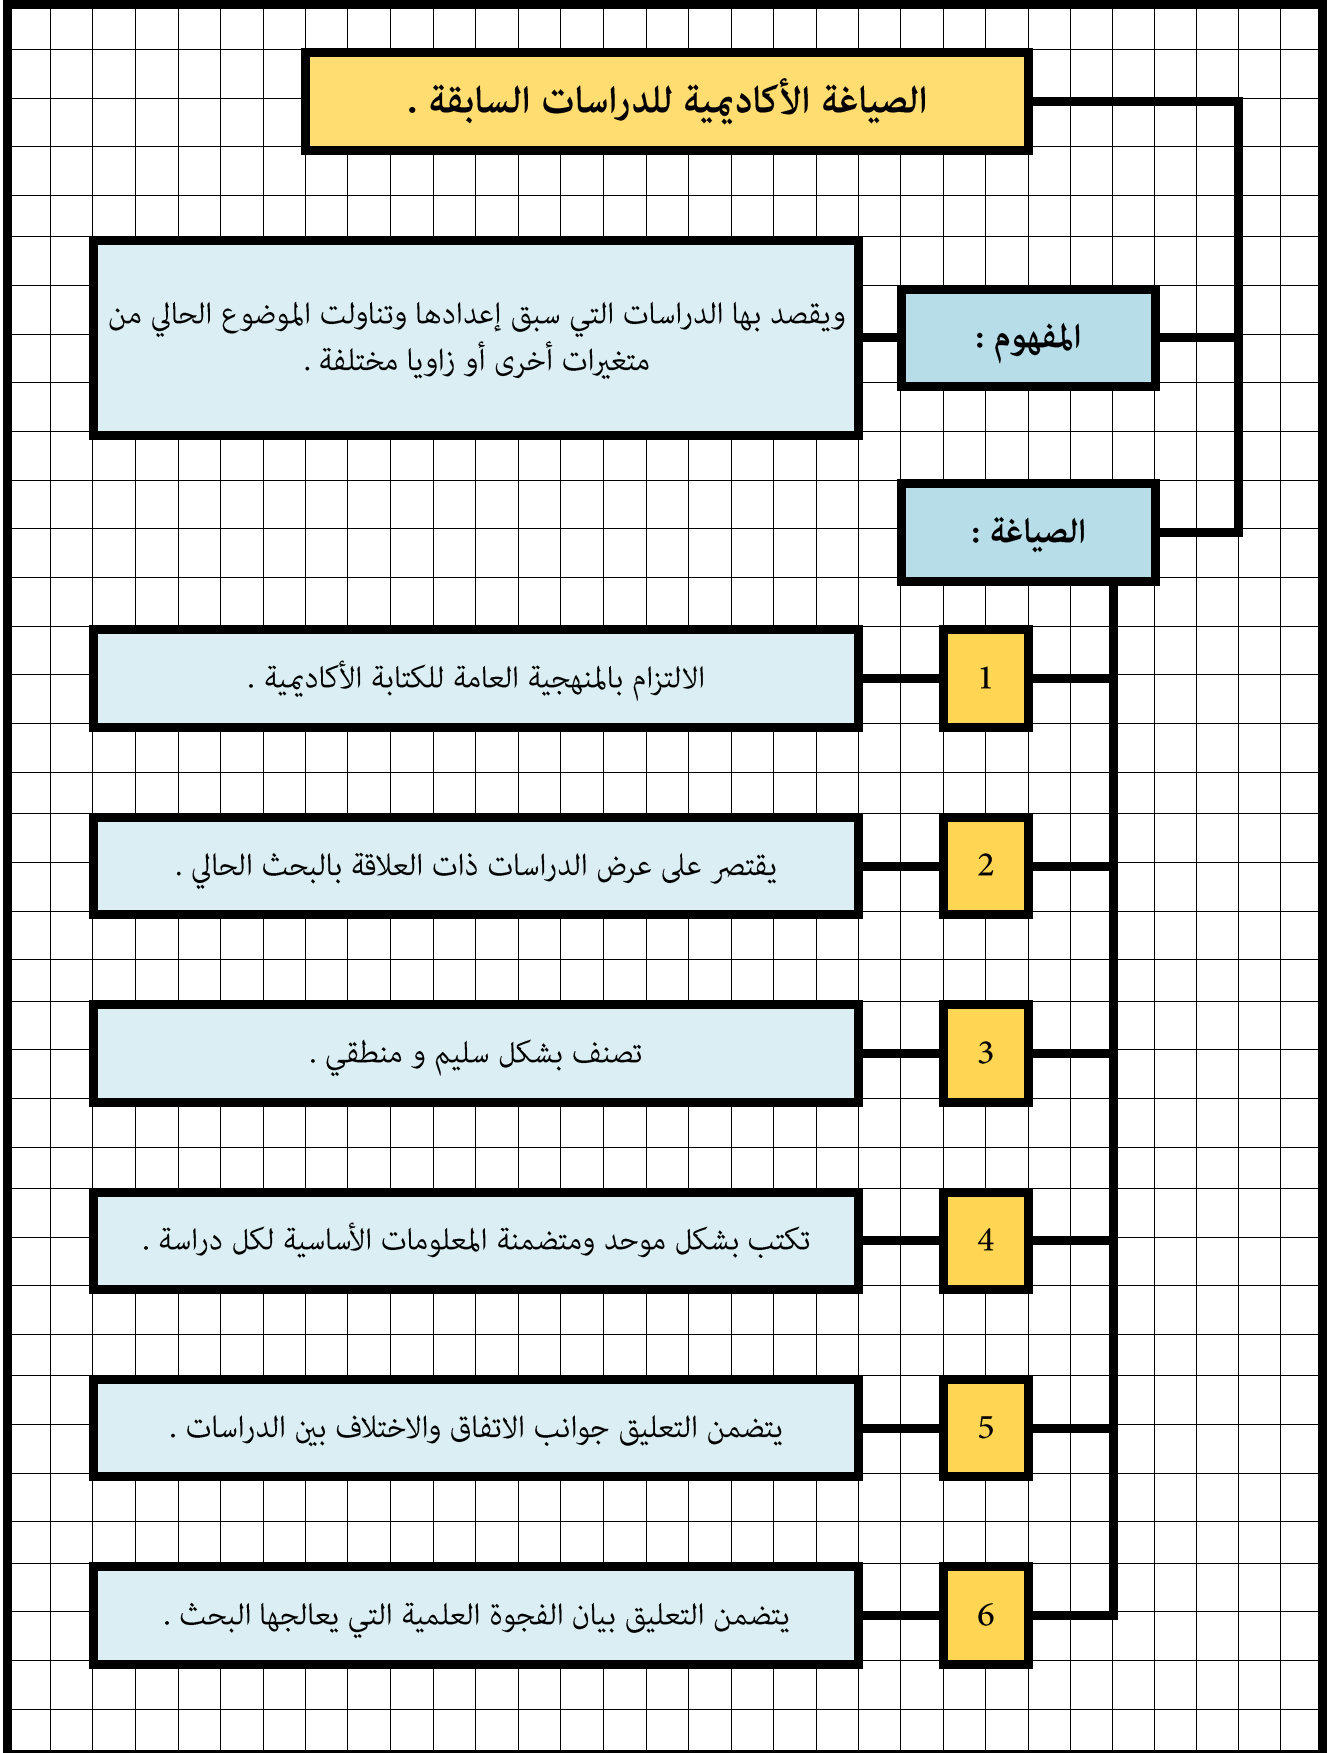 الصياغة الأكاديمية للدراسات السابقة .
المفهوم :
ويقصد بها الدراسات التي سبق إعدادها وتناولت الموضوع الحالي من
متغيرات أخرى أو زاويا مختلفة .
الصياغة :
1
الالتزام بالمنهجية العامة للكتابة الأكاديمية .
2
يقتصر على عرض الدراسات ذات العلاقة بالبحث الحالي .
3
تصنف بشكل سليم و منطقي .
4
تكتب بشكل موحد ومتضمنة المعلومات الأساسية لكل دراسة .
5
يتضمن التعليق جوانب الاتفاق والاختلاف بين الدراسات .
6
يتضمن التعليق بيان الفجوة العلمية التي يعالجها البحث .